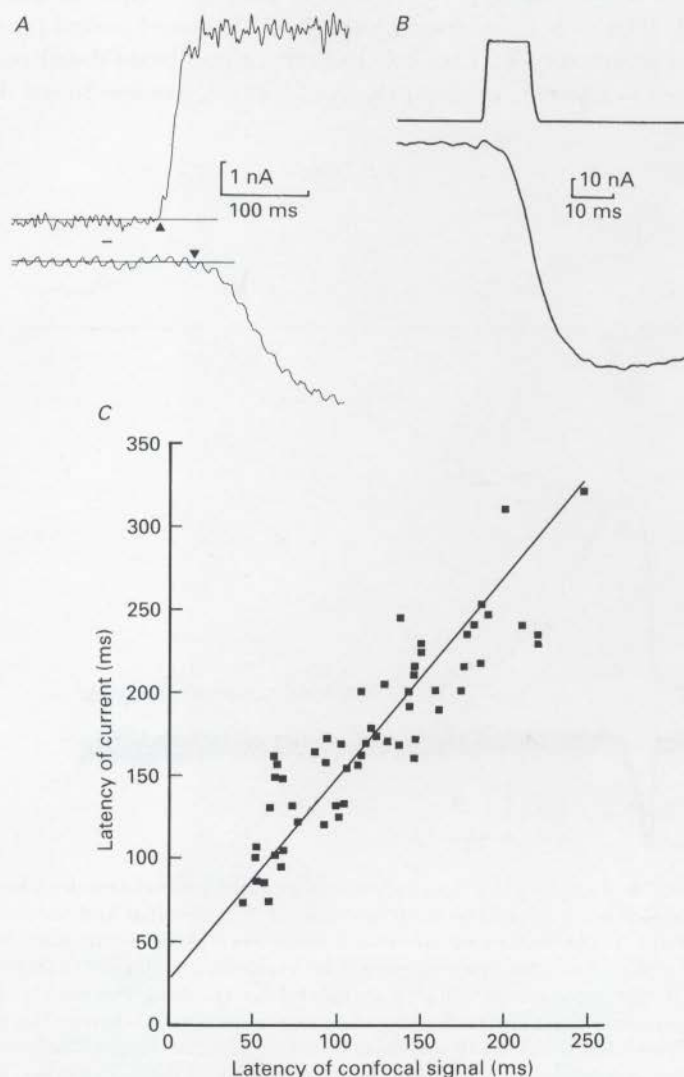 A
B
1 nA
100 ms
10 nA
10 ms
C
350
300
250
200
150
100
50
0
Latency of current (ms)
0 50 100 150 200 250
Latency of confocal signal (ms)